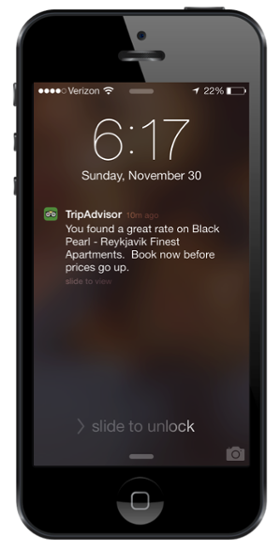 Verizon 22%
6:17
Sunday, November 30
TripAdvisor 10m ago
You found a great rate on Black
Pearl - Reykjavik Finest
Apartments. Book now before
prices go up.
slide to view
> slide to unlock